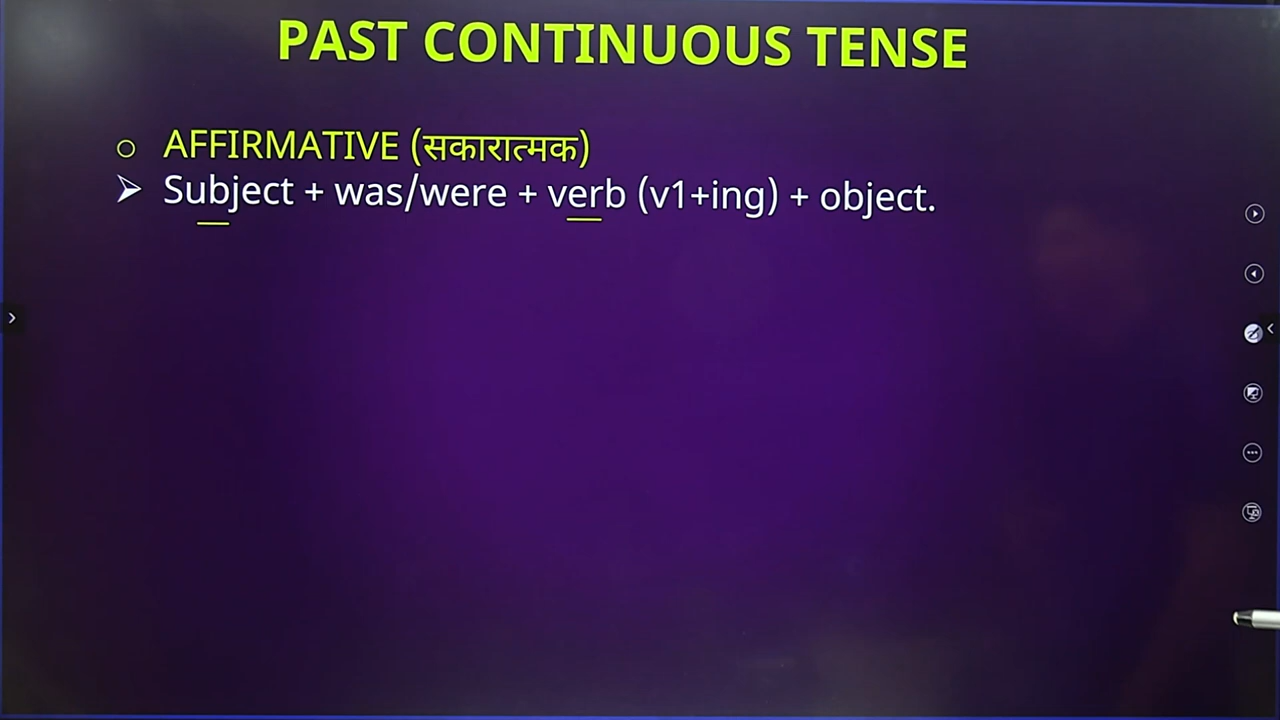 PAST CONTINUOUS TENSE
○ AFFIRMATIVE (सकारात्मक)
➢ Subject + was/were + verb (v1+ing) + object.